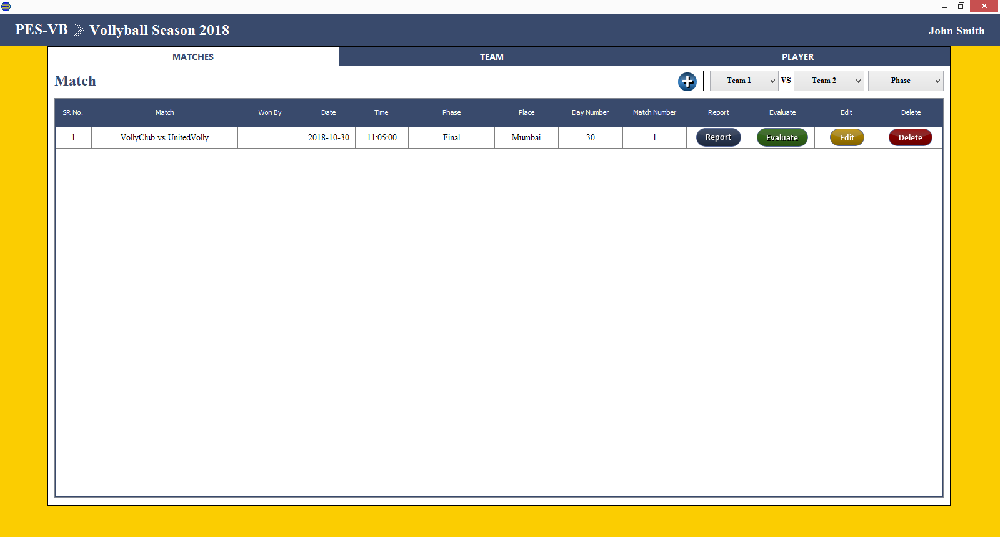 PES-VB Vollyball Season 2018 John Smith
MATCHES TEAM PLAYER
Match Team 1 VS Team 2 Phase
SR No. Match Won By Date Time Phase Place Day Number Match Number Report Evaluate Edit Delete
1 VollyClub vs UnitedVolly 2018-10-30 11:05:00 Final Mumbai 30 1 Report Evaluate Edit Delete